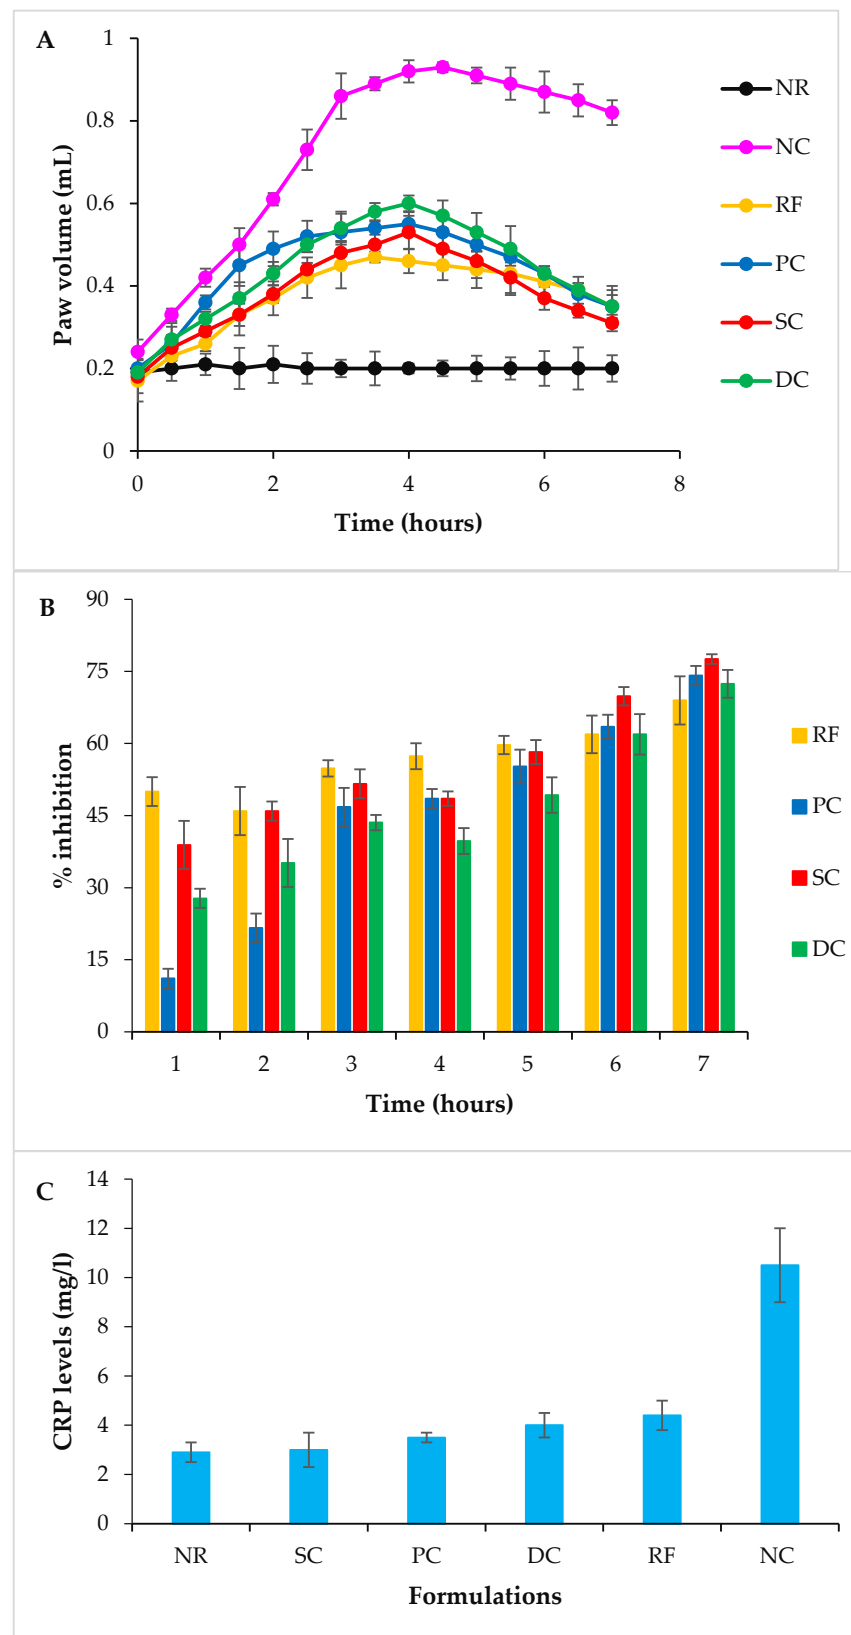 A
1
0.8
0.6
0.4
0.2
0
Paw volume (mL)
0 2 4 6 8
Time (hours)
NR
NC
RF
PC
SC
DC
B
90
75
60
45
30
15
0
% inhibition
1 2 3 4 5 6 7
Time (hours)
RF
PC
SC
DC
C
14
12
10
8
6
4
2
0
CRP levels (mg/l)
NR SC PC DC RF NC
Formulations